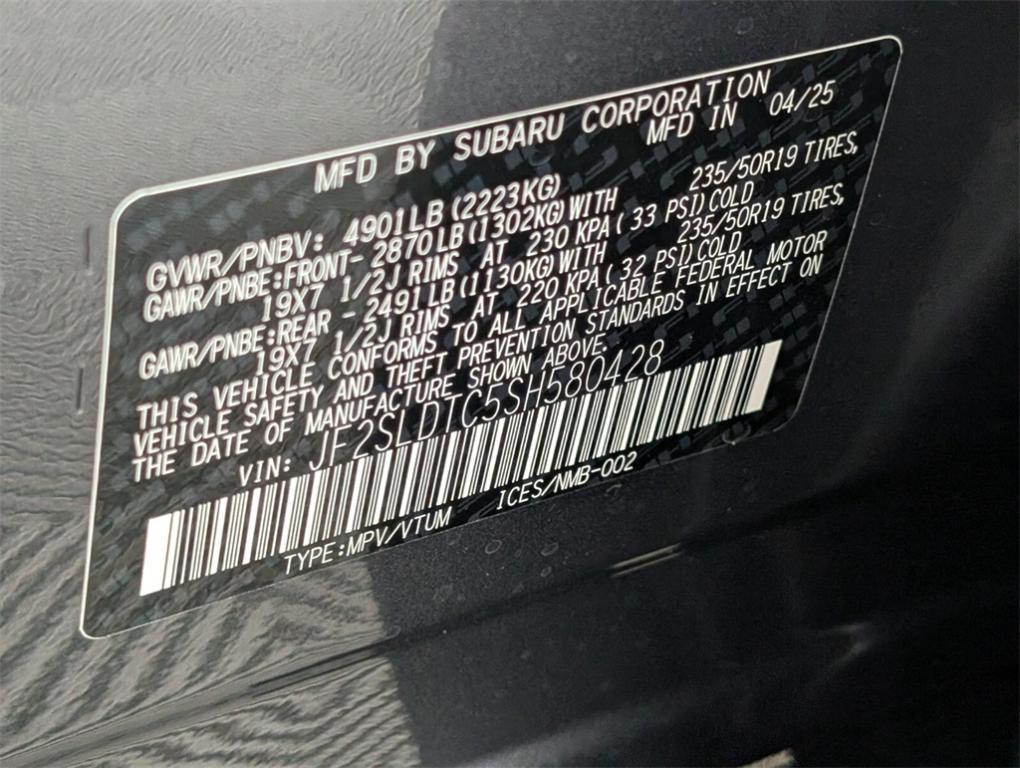 MFD BY SUBARU CORPORATION
MFD IN 04/25
GVWR/PNBV: 4901LB (2223KG)
GAWR/PNBE:FRONT- 2870LB(1302KG)WITH 235/50R19 TIRES,
19X7 1/2J RIMS AT 230 KPA( 33 PSI)COLD
GAWR/PNBE:REAR - 2491LB(1130KG)WITH 235/50R19 TIRES,
19X7 1/2J RIMS AT 220 KPA( 32 PSI)COLD
THIS VEHICLE CONFORMS TO ALL APPLICABLE FEDERAL MOTOR
VEHICLE SAFETY AND THEFT PREVENTION STANDARDS IN EFFECT ON
THE DATE OF MANUFACTURE SHOWN ABOVE.
VIN: JF2SLDTC5SH580428
TYPE:MPV/VTUM ICES/NMB-002